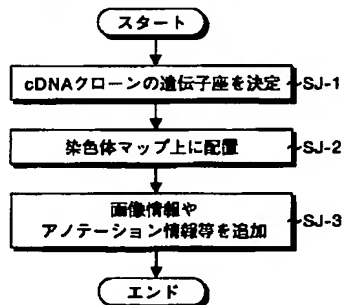 スタート
cDNAクローンの遺伝子座を決定 SJ-1
染色体マップ上に配置 SJ-2
画像情報や
アノテーション情報等を追加 SJ-3
エンド